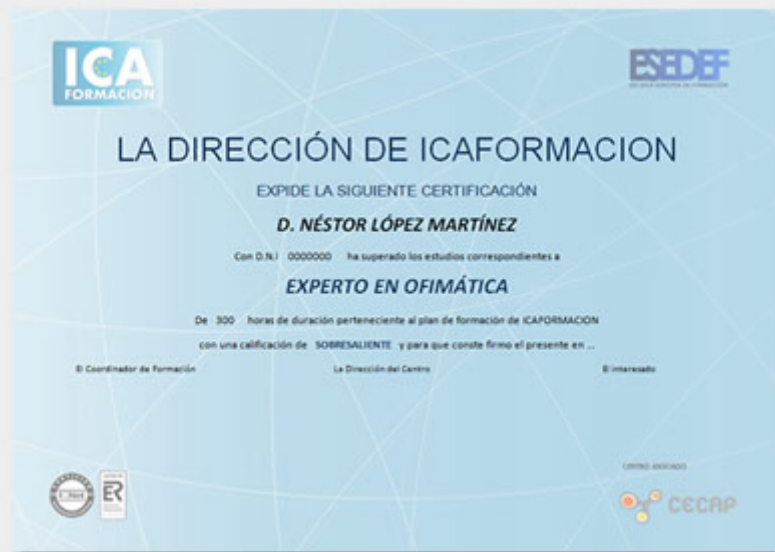 ICA
FORMACION
ESEDEF
LA DIRECCIÓN DE ICAFORMACION
EXPIDE LA SIGUIENTE CERTIFICACIÓN
D. NÉSTOR LÓPEZ MARTÍNEZ
Con D.N.I 0000000 ha superado los estudios correspondientes a
EXPERTO EN OFIMÁTICA
De 300 horas de duración perteneciente al plan de formación de ICAFORMACION
con una calificación de SOBRESALIENTE y para que conste firmo el presente en ...
El Coordinador de Formación La Dirección del Centro El interesado
CENTRO ASOCIADO
ER
CECAP